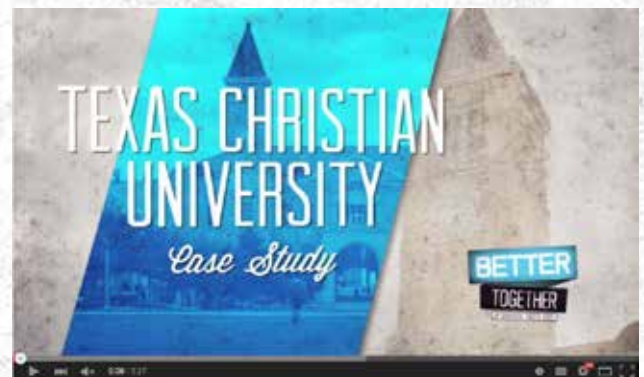 TEXAS CHRISTIAN
UNIVERSITY
Case Study
BETTER
TOGETHER